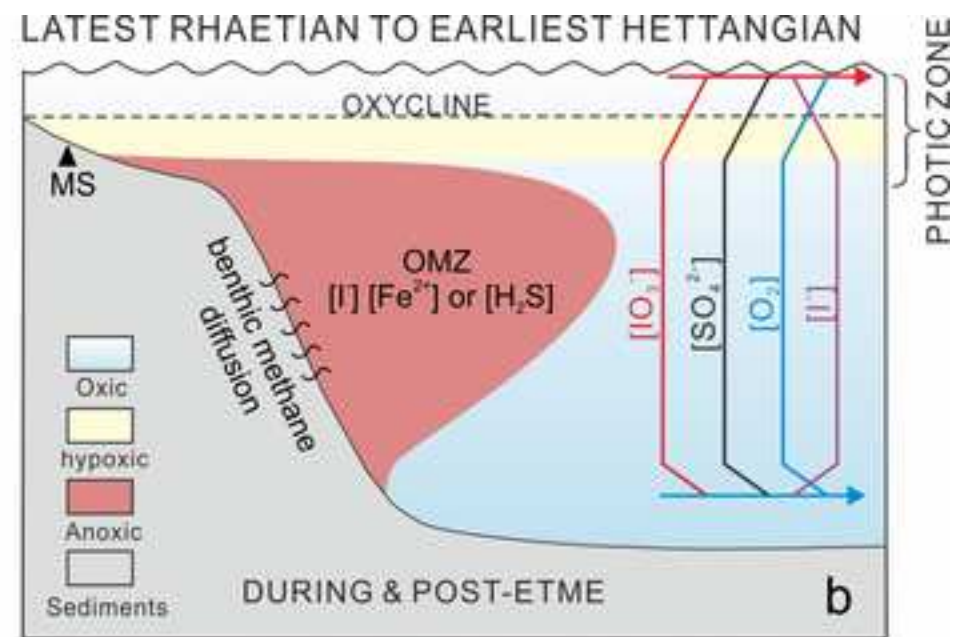 LATEST RHAETIAN TO EARLIEST HETTANGIAN
OXYCLINE
PHOTIC ZONE
MS
OMZ
[I⁻] [Fe²⁺] or [H₂S]
benthic methane
diffusion
[IO₃⁻]
[SO₄²⁻]
[O₂]
[I⁻]
Oxic
hypoxic
Anoxic
Sediments
DURING & POST-ETME
b